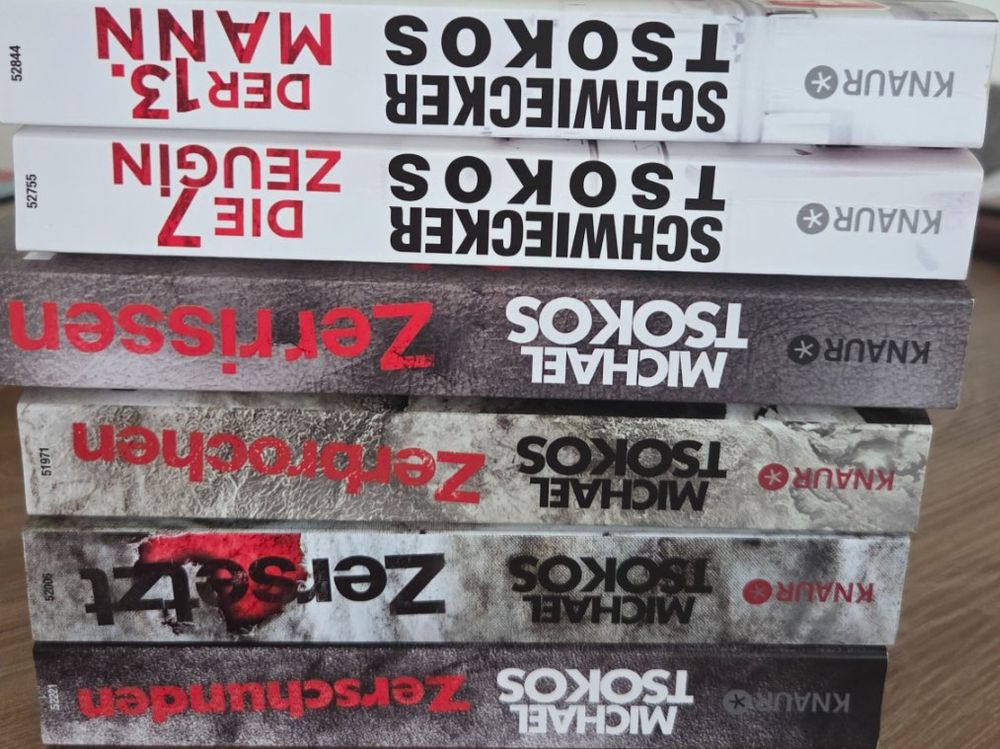 KNAUR
SCHWIECKER
TSOKOS
DER 13.
MANN
52844
KNAUR
SCHWIECKER
TSOKOS
DIE 7.
ZEUGIN
52755
KNAUR
MICHAEL
TSOKOS
Zerrissen
KNAUR
MICHAEL
TSOKOS
Zerbrochen
51971
KNAUR
MICHAEL
TSOKOS
Zersetzt
52006
KNAUR
MICHAEL
TSOKOS
Zerschunden
52221